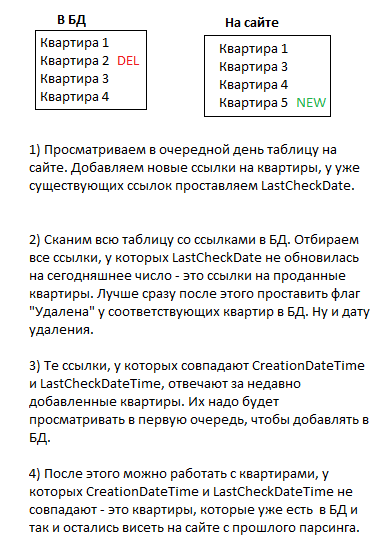 В БД
Квартира 1
Квартира 2 DEL
Квартира 3
Квартира 4
На сайте
Квартира 1
Квартира 3
Квартира 4
Квартира 5 NEW
1) Просматриваем в очередной день таблицу на
сайте. Добавляем новые ссылки на квартиры, у уже
существующих ссылок проставляем LastCheckDate.
2) Сканим всю таблицу со ссылками в БД. Отбираем
все ссылки, у которых LastCheckDate не обновилась
на сегодняшнее число - это ссылки на проданные
квартиры. Лучше сразу после этого проставить флаг
"Удалена" у соответствующих квартир в БД. Ну и дату
удаления.
3) Те ссылки, у которых совпадают CreationDateTime
и LastCheckDateTime, отвечают за недавно
добавленные квартиры. Их надо будет
просматривать в первую очередь, чтобы добавлять в
БД.
4) После этого можно работать с квартирами, у
которых CreationDateTime и LastCheckDateTime не
совпадают - это квартиры, которые уже есть в БД и
так и остались висеть на сайте с прошлого парсинга.